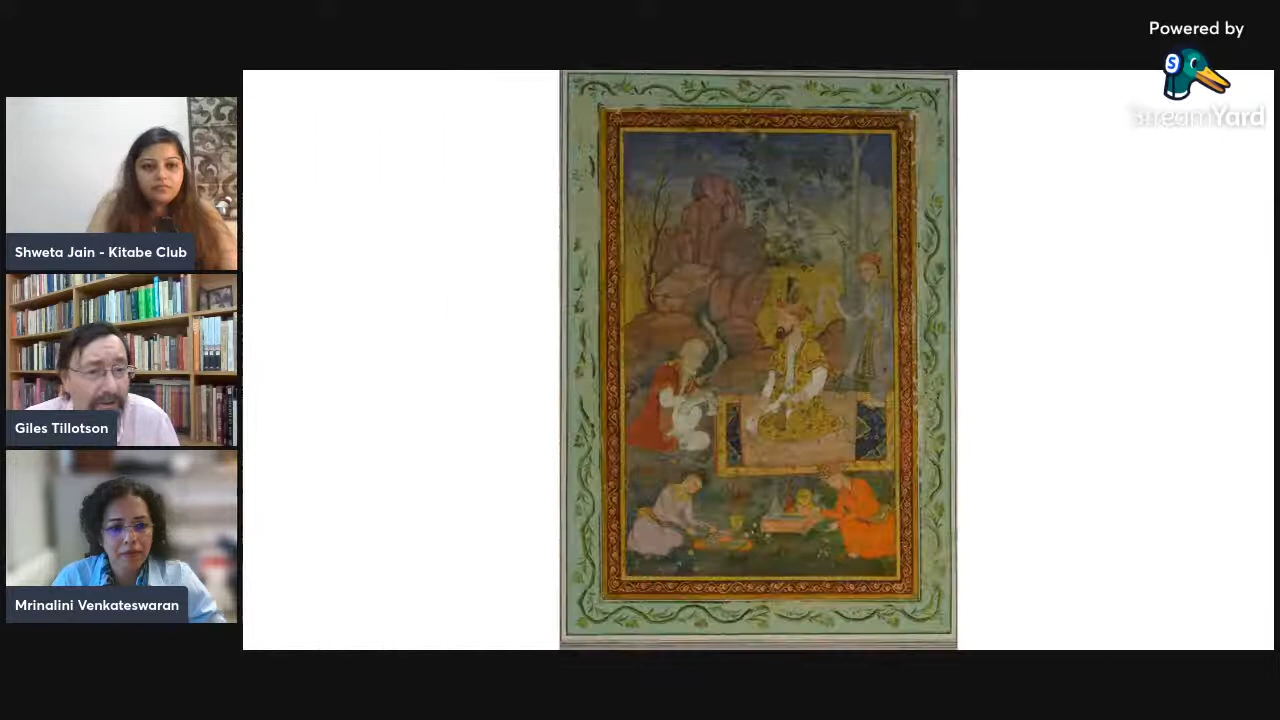 Powered by
S
StreamYard
Shweta Jain - Kitabe Club
Giles Tillotson
Mrinalini Venkateswaran